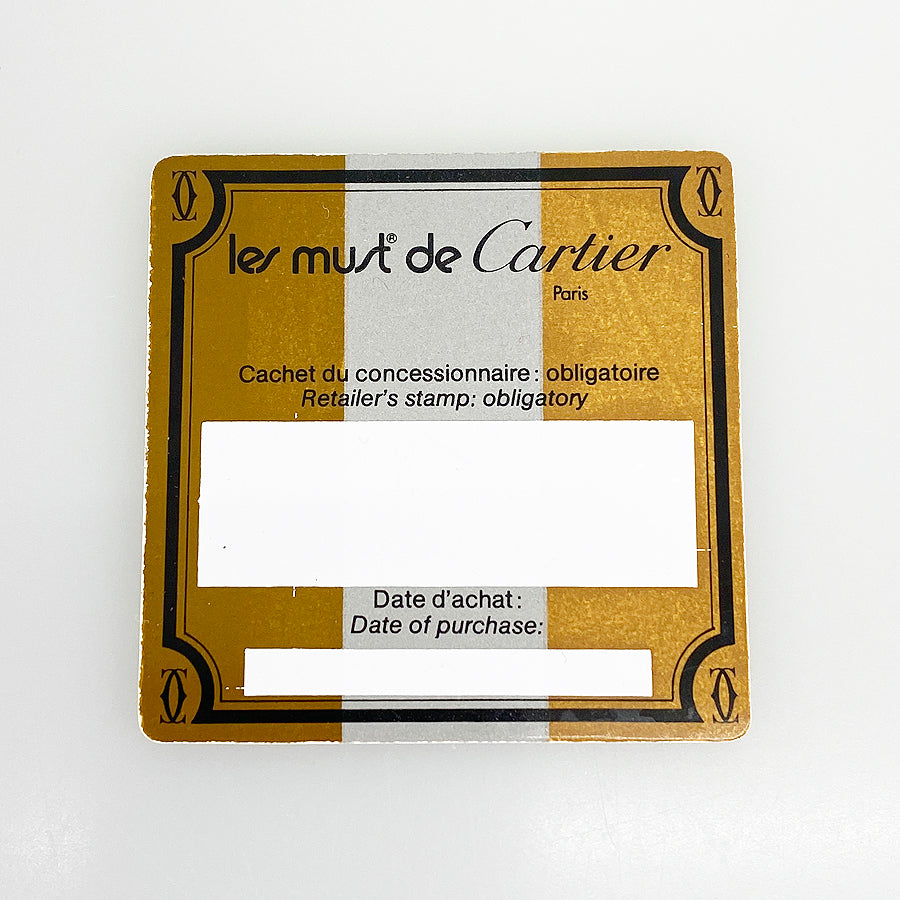 les must® de Cartier
Paris
Cachet du concessionnaire : obligatoire
Retailer's stamp: obligatory
Date d'achat :
Date of purchase: